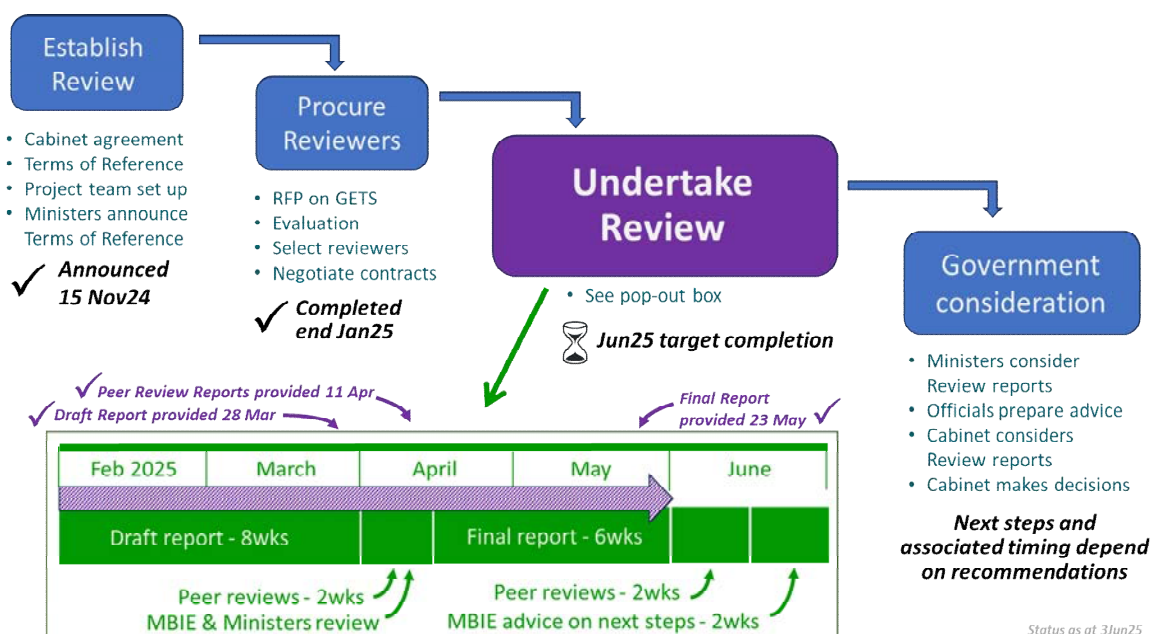 Establish
Review
• Cabinet agreement
• Terms of Reference
• Project team set up
• Ministers announce
Terms of Reference
✓ Announced
15 Nov24
Procure
Reviewers
• RFP on GETS
• Evaluation
• Select reviewers
• Negotiate contracts
✓ Completed
end Jan25
Undertake
Review
• See pop-out box
Jun25 target completion
Government
consideration
• Ministers consider
Review reports
• Officials prepare advice
• Cabinet considers
Review reports
• Cabinet makes decisions
Next steps and
associated timing depend
on recommendations
✓ Peer Review Reports provided 11 Apr
✓ Draft Report provided 28 Mar
Final Report
provided 23 May ✓
Feb 2025 March April May June
Draft report - 8wks Final report - 6wks
Peer reviews - 2wks
MBIE & Ministers review
Peer reviews - 2wks
MBIE advice on next steps - 2wks
Status as at 3Jun25